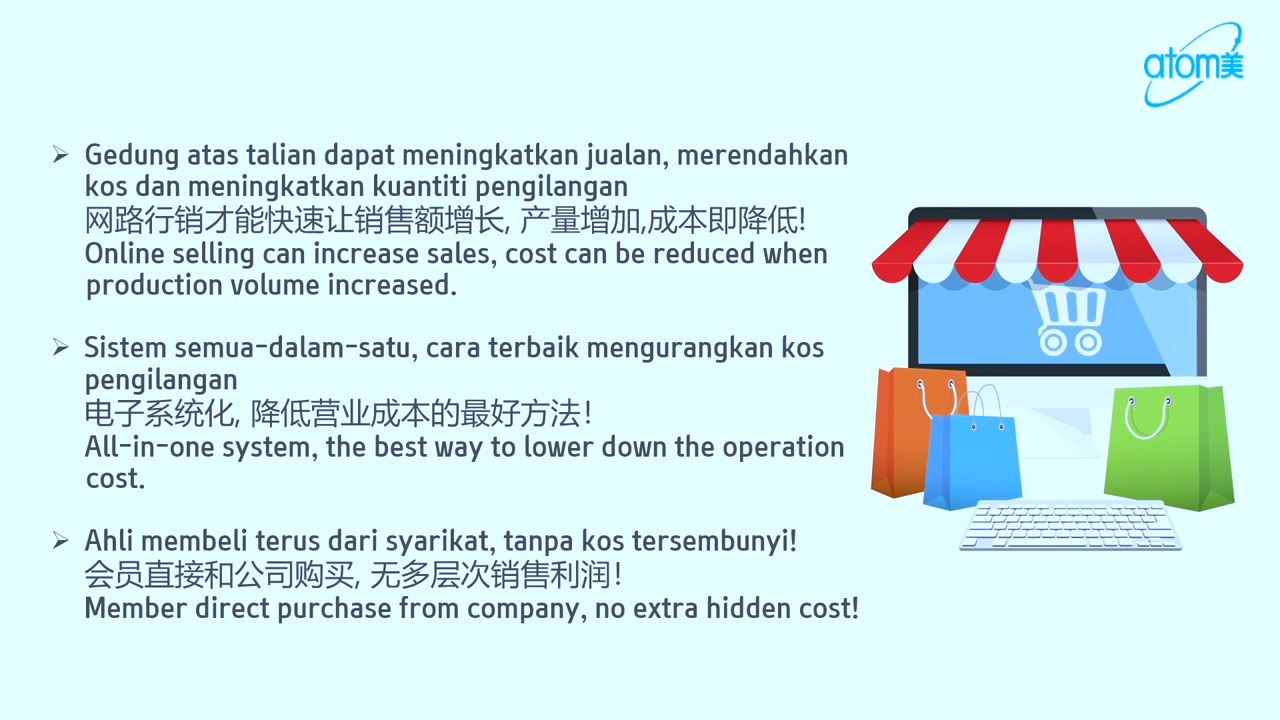 atom美
➢ Gedung atas talian dapat meningkatkan jualan, merendahkan
kos dan meningkatkan kuantiti pengilangan
网路行销才能快速让销售额增长, 产量增加,成本即降低!
Online selling can increase sales, cost can be reduced when
production volume increased.
➢ Sistem semua-dalam-satu, cara terbaik mengurangkan kos
pengilangan
电子系统化, 降低营业成本的最好方法!
All-in-one system, the best way to lower down the operation
cost.
➢ Ahli membeli terus dari syarikat, tanpa kos tersembunyi!
会员直接和公司购买, 无多层次销售利润!
Member direct purchase from company, no extra hidden cost!